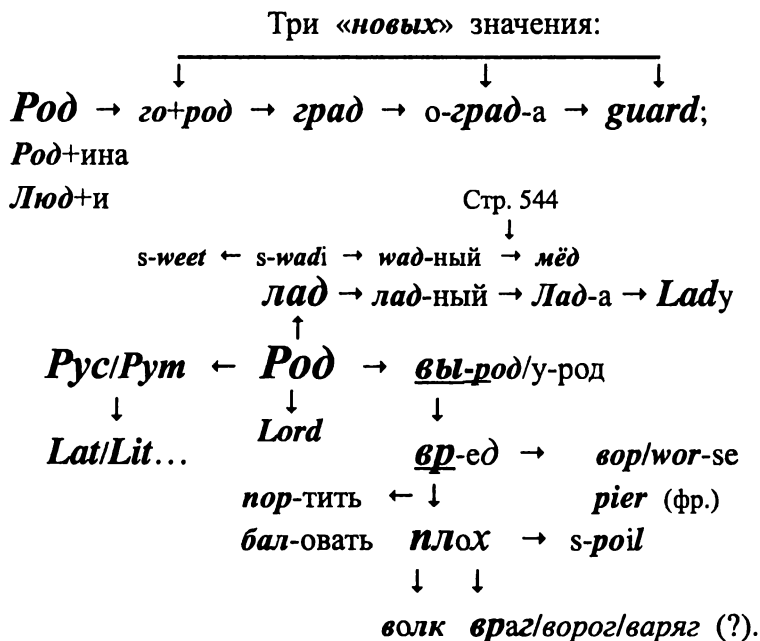 Три «новых» значения:
↓ ↓ ↓
Род → го+род → град → о-град-а → guard;
Род+ина
Люд+и Стр. 544
↓
s-weet ← s-wadi → wad-ный → мёд
лад → лад-ный → Лад-а → Lady
↑
Рус/Рут ← Род → вы-род/у-род
↓ ↓ ↓
Lord
Lat/Lit... вр-ед → вор/wor-se
пор-тить ← ↓ pier (фр.)
бал-овать плох → s-poil
↓ ↓
волк враг/ворог/варяг (?).